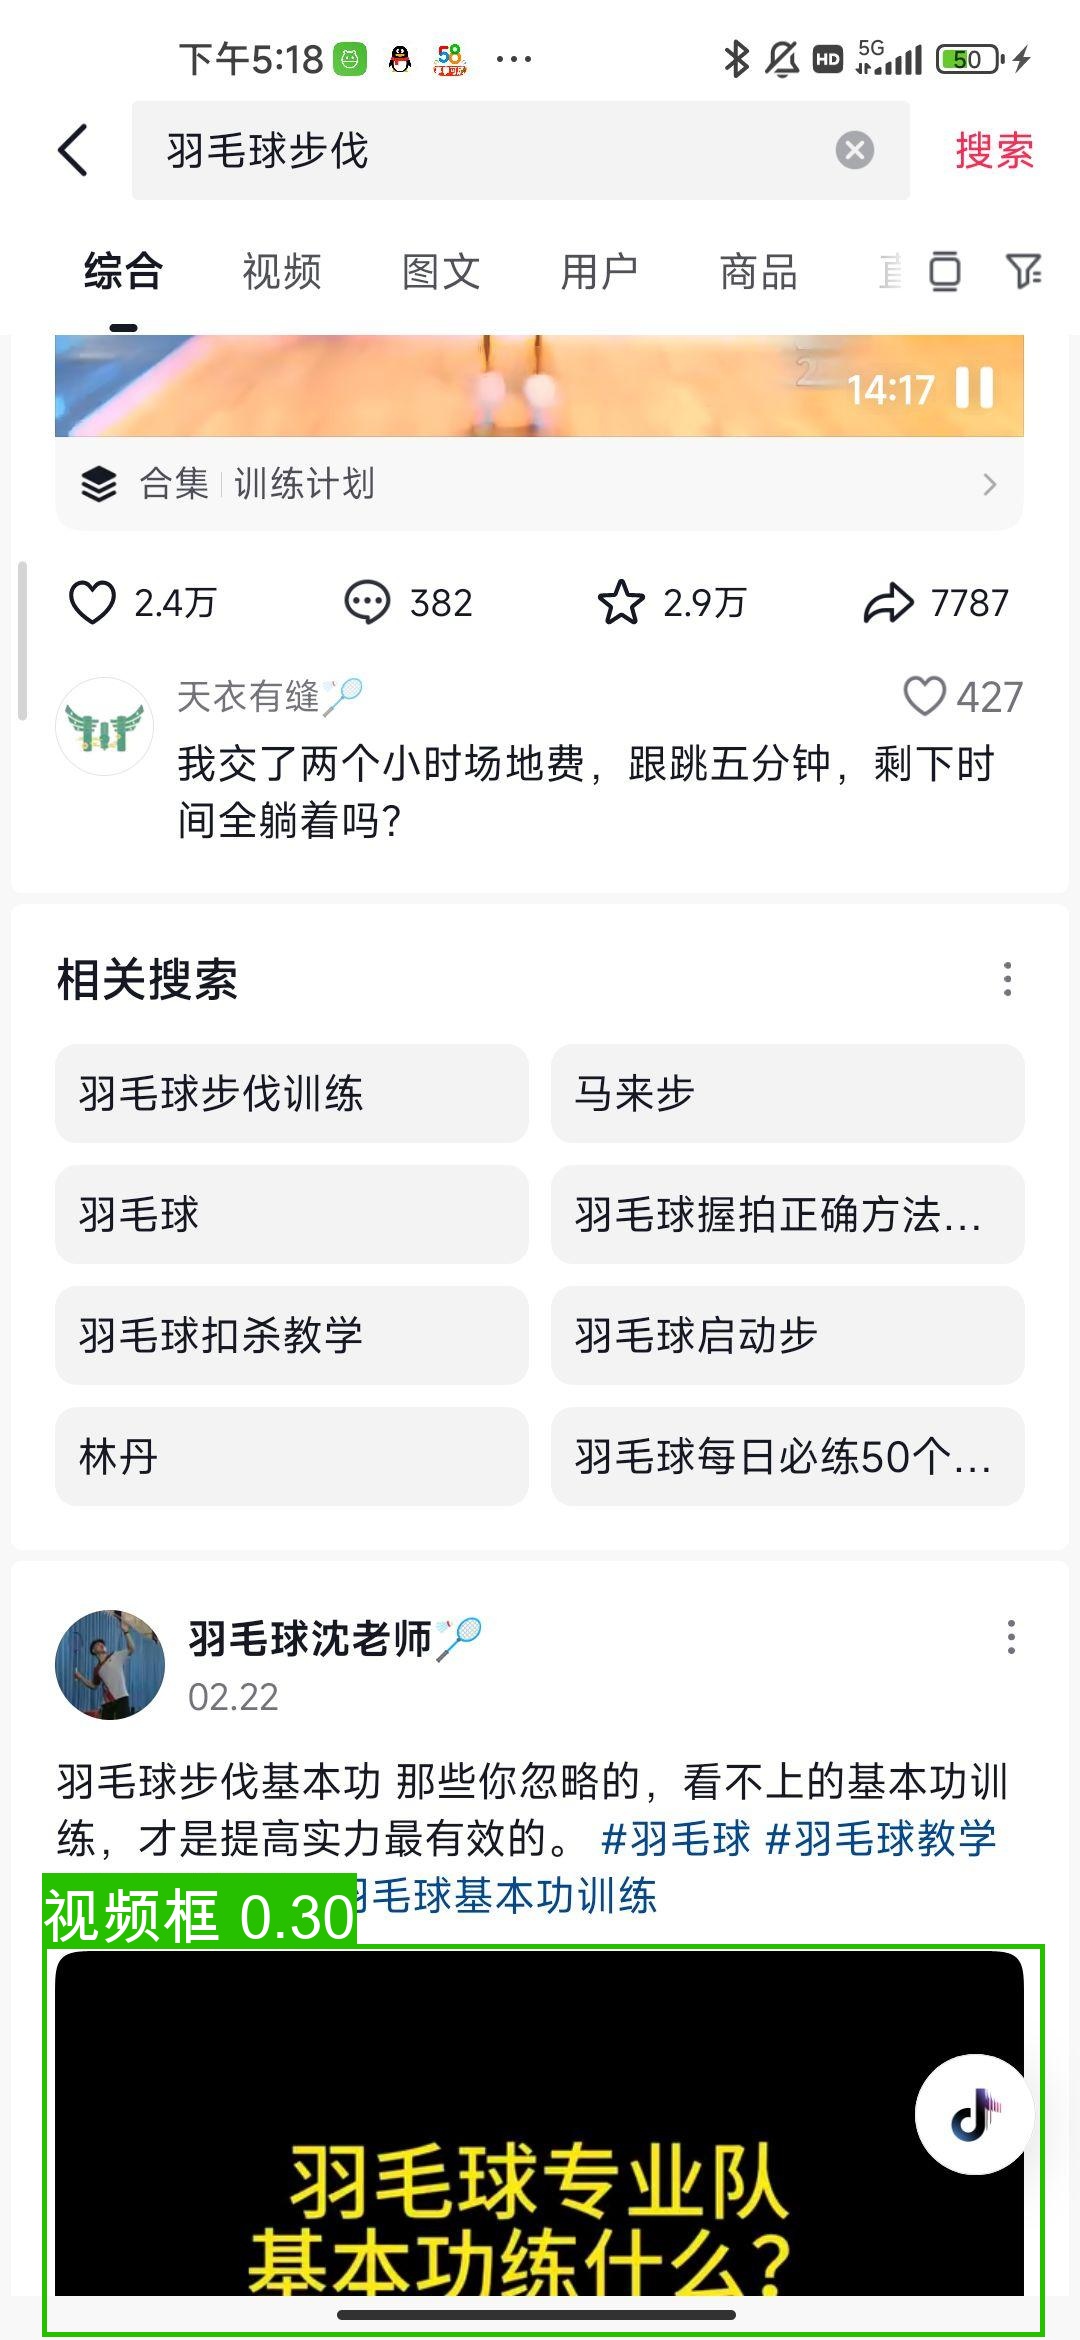 下午5:18
58
HD
5G
50
羽毛球步伐
搜索
综合 视频 图文 用户 商品
14:17
合集 训练计划
2.4万 382 2.9万 7787
天衣有缝
427
我交了两个小时场地费，跟跳五分钟，剩下时
间全躺着吗？
相关搜索
羽毛球步伐训练 马来步
羽毛球 羽毛球握拍正确方法...
羽毛球扣杀教学 羽毛球启动步
林丹 羽毛球每日必练50个...
羽毛球沈老师
02.22
羽毛球步伐基本功 那些你忽略的，看不上的基本功训
练，才是提高实力最有效的。 #羽毛球 #羽毛球教学
毛球基本功训练
视频框 0.30
羽毛球专业队
基本功练什么？